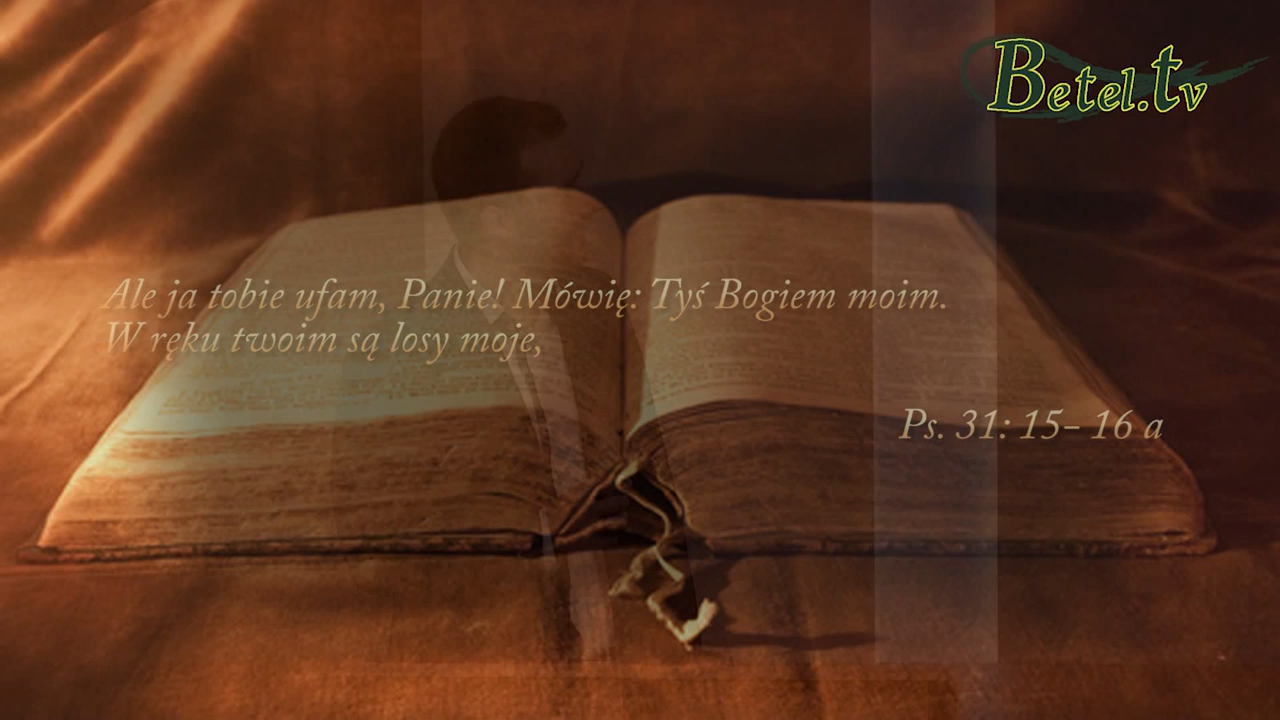 Betel.tv
Ale ja tobie ufam, Panie! Mówię: Tyś Bogiem moim.
W ręku twoim są losy moje,
Ps. 31: 15- 16 a